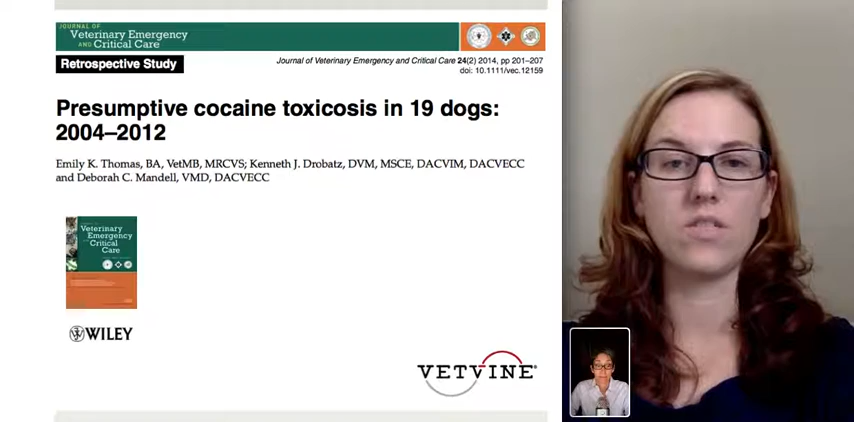 JOURNAL OF
Veterinary Emergency
AND Critical Care
Retrospective Study
Journal of Veterinary Emergency and Critical Care 24(2) 2014, pp 201–207
doi: 10.1111/vec.12159
Presumptive cocaine toxicosis in 19 dogs:
2004–2012
Emily K. Thomas, BA, VetMB, MRCVS; Kenneth J. Drobatz, DVM, MSCE, DACVIM, DACVECC
and Deborah C. Mandell, VMD, DACVECC
Veterinary
Emergency
Critical
Care
WILEY
VETVINE®